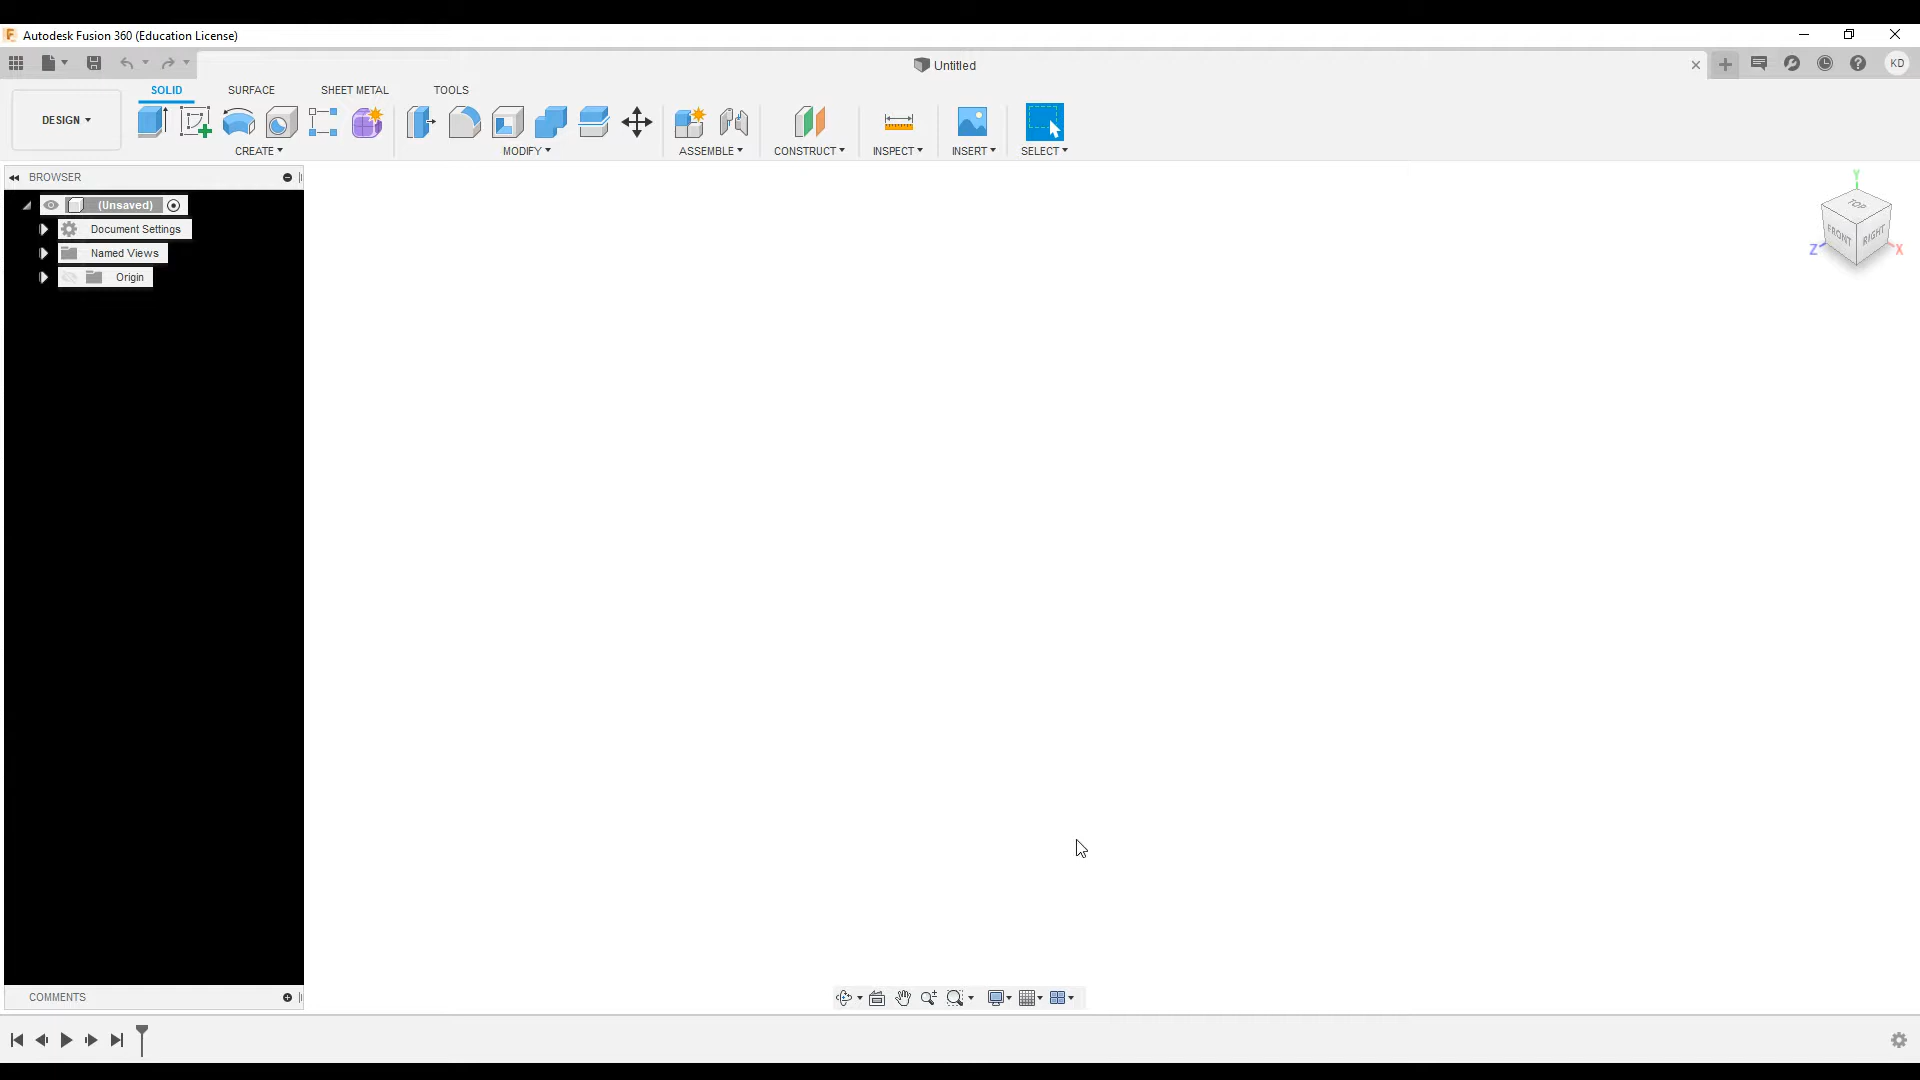 Autodesk Fusion 360 (Education License)
Untitled
KD
SOLID SURFACE SHEET METAL TOOLS
DESIGN
CREATE MODIFY ASSEMBLE CONSTRUCT INSPECT INSERT SELECT
BROWSER
(Unsaved)
Document Settings
Named Views
Origin
Y
TOP
FRONT RIGHT
Z X
COMMENTS